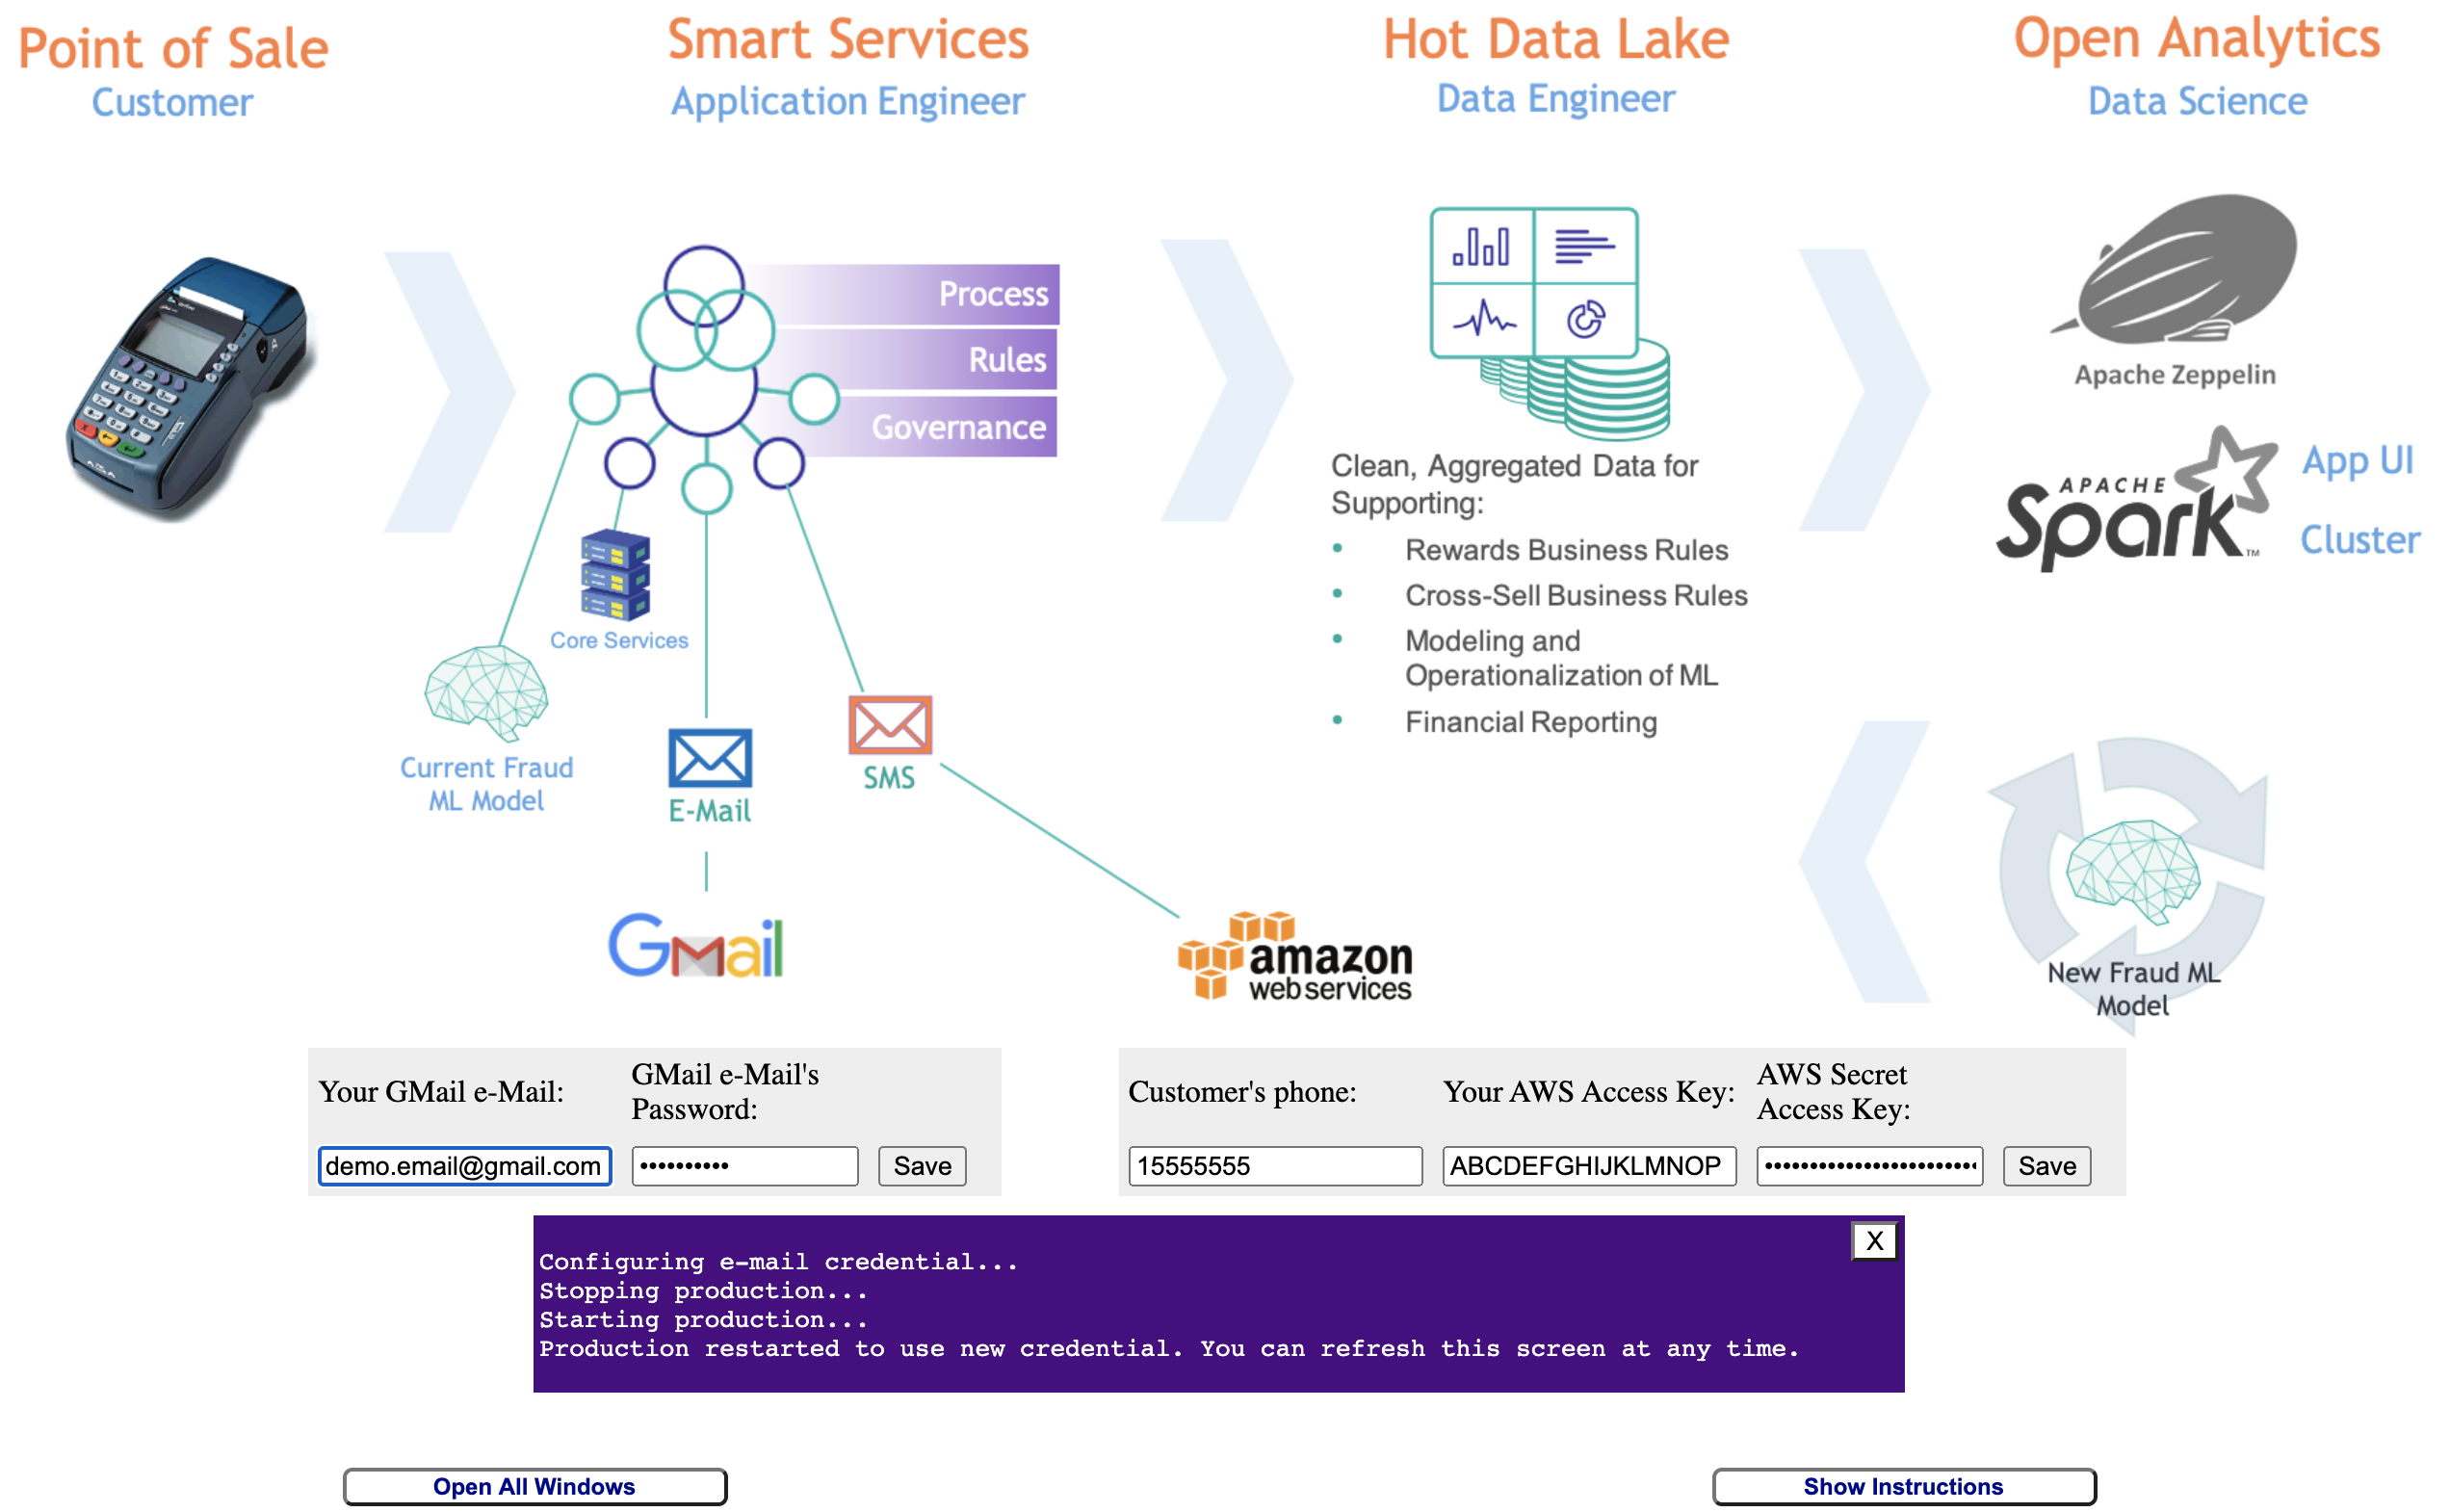 Point of Sale
Customer
Smart Services
Application Engineer
Hot Data Lake
Data Engineer
Open Analytics
Data Science
Process
Rules
Governance
Core Services
Current Fraud
ML Model
E-Mail
SMS
GMail
amazon
web services
Clean, Aggregated Data for
Supporting:
• Rewards Business Rules
• Cross-Sell Business Rules
• Modeling and
Operationalization of ML
• Financial Reporting
Apache Zeppelin
APACHE
Spark™
App UI
Cluster
New Fraud ML
Model
Your GMail e-Mail:
GMail e-Mail's
Password:
demo.email@gmail.com
••••••••••
Save
Customer's phone:
Your AWS Access Key:
AWS Secret
Access Key:
15555555
ABCDEFGHIJKLMNOP
Save
X
Configuring e-mail credential...
Stopping production...
Starting production...
Production restarted to use new credential. You can refresh this screen at any time.
Open All Windows
Show Instructions